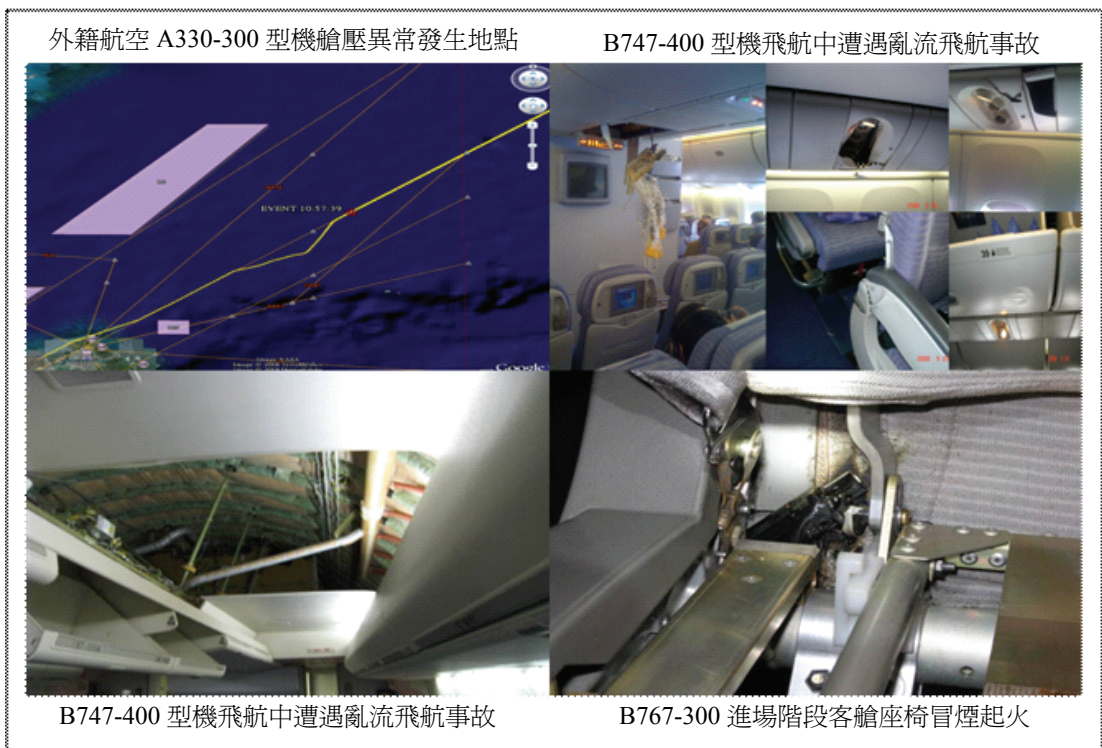 外籍航空 A330-300 型機艙壓異常發生地點
B747-400 型機飛航中遭遇亂流飛航事故
EVENT 10:57:39
Image NASA
Google
B747-400 型機飛航中遭遇亂流飛航事故
B767-300 進場階段客艙座椅冒煙起火